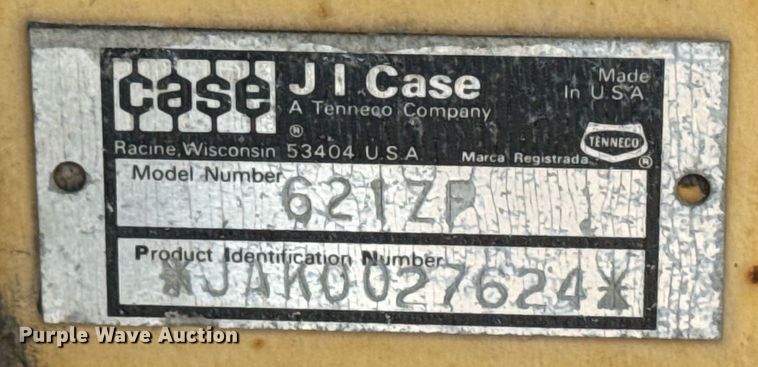 case
J I Case
A Tenneco Company
®
Racine, Wisconsin 53404 U.S.A
Made
In U.S.A
TENNECO
Marca Registrada ®
Model Number
621ZF
Product Identification Number
*JAK0027624*
Purple Wave Auction